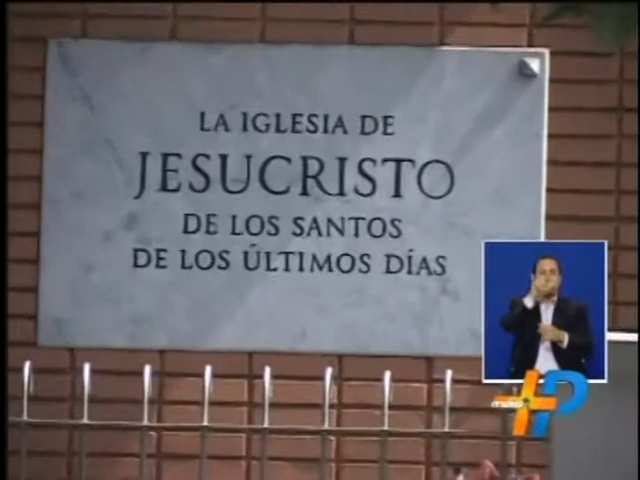 LA IGLESIA DE
JESUCRISTO
DE LOS SANTOS
DE LOS ÚLTIMOS DÍAS